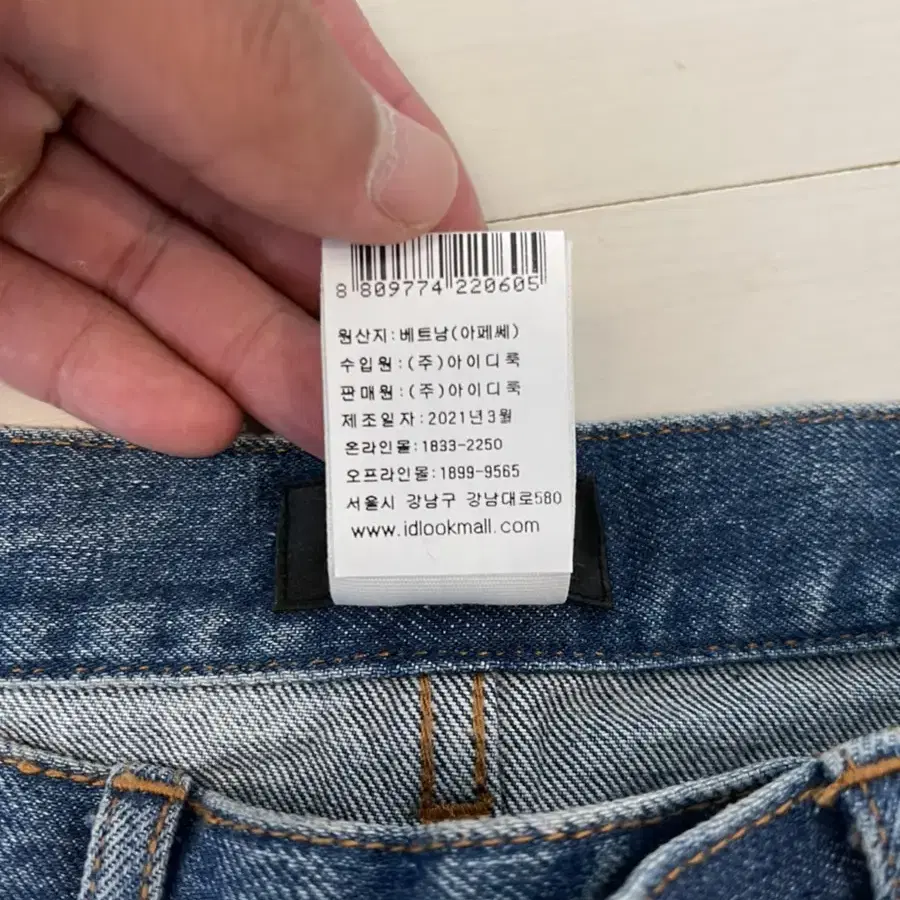 8 809774 220605
원산지:베트남(아페쎄)
수입원:(주)아이디룩
판매원:(주)아이디룩
제조일자:2021년3월
온라인몰:1833-2250
오프라인몰:1899-9565
서울시 강남구 강남대로580
www.idlookmall.com